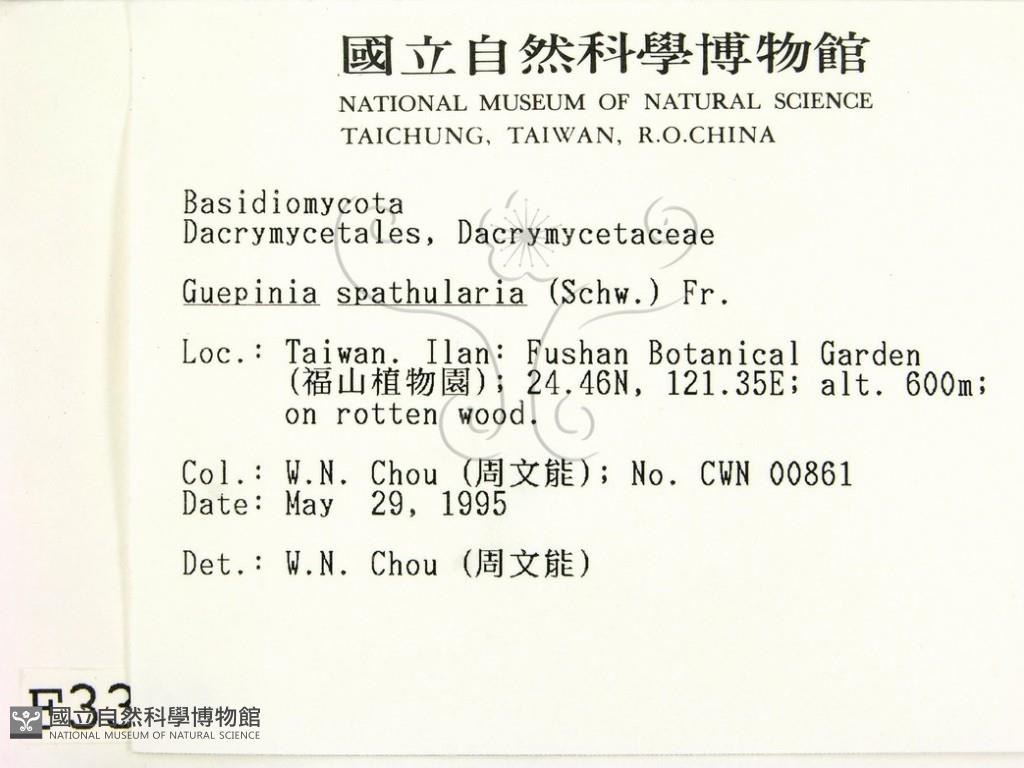 國立自然科學博物館
NATIONAL MUSEUM OF NATURAL SCIENCE
TAICHUNG, TAIWAN, R.O.CHINA
Basidiomycota
Dacrymycetales, Dacrymycetaceae
Guepinia spathularia (Schw.) Fr.
Loc.: Taiwan. Ilan: Fushan Botanical Garden
(福山植物園); 24.46N, 121.35E; alt. 600m;
on rotten wood.
Col.: W.N. Chou (周文能); No. CWN 00861
Date: May 29, 1995
Det.: W.N. Chou (周文能)
F33
國立自然科學博物館
NATIONAL MUSEUM OF NATURAL SCIENCE